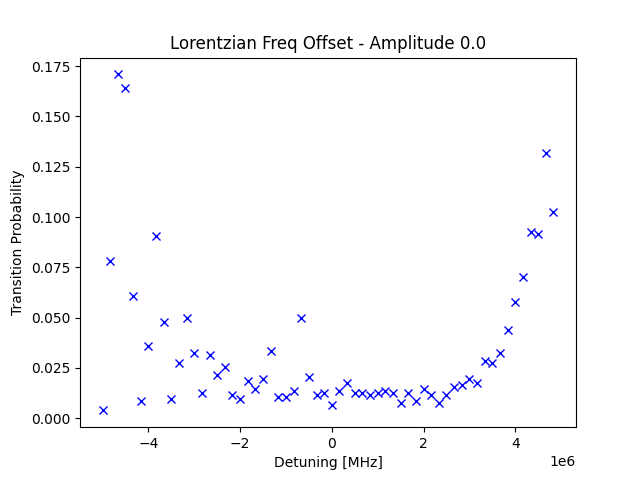 Lorentzian Freq Offset - Amplitude 0.0
Transition Probability
0.175
0.150
0.125
0.100
0.075
0.050
0.025
0.000
−4 −2 0 2 4
1e6
Detuning [MHz]